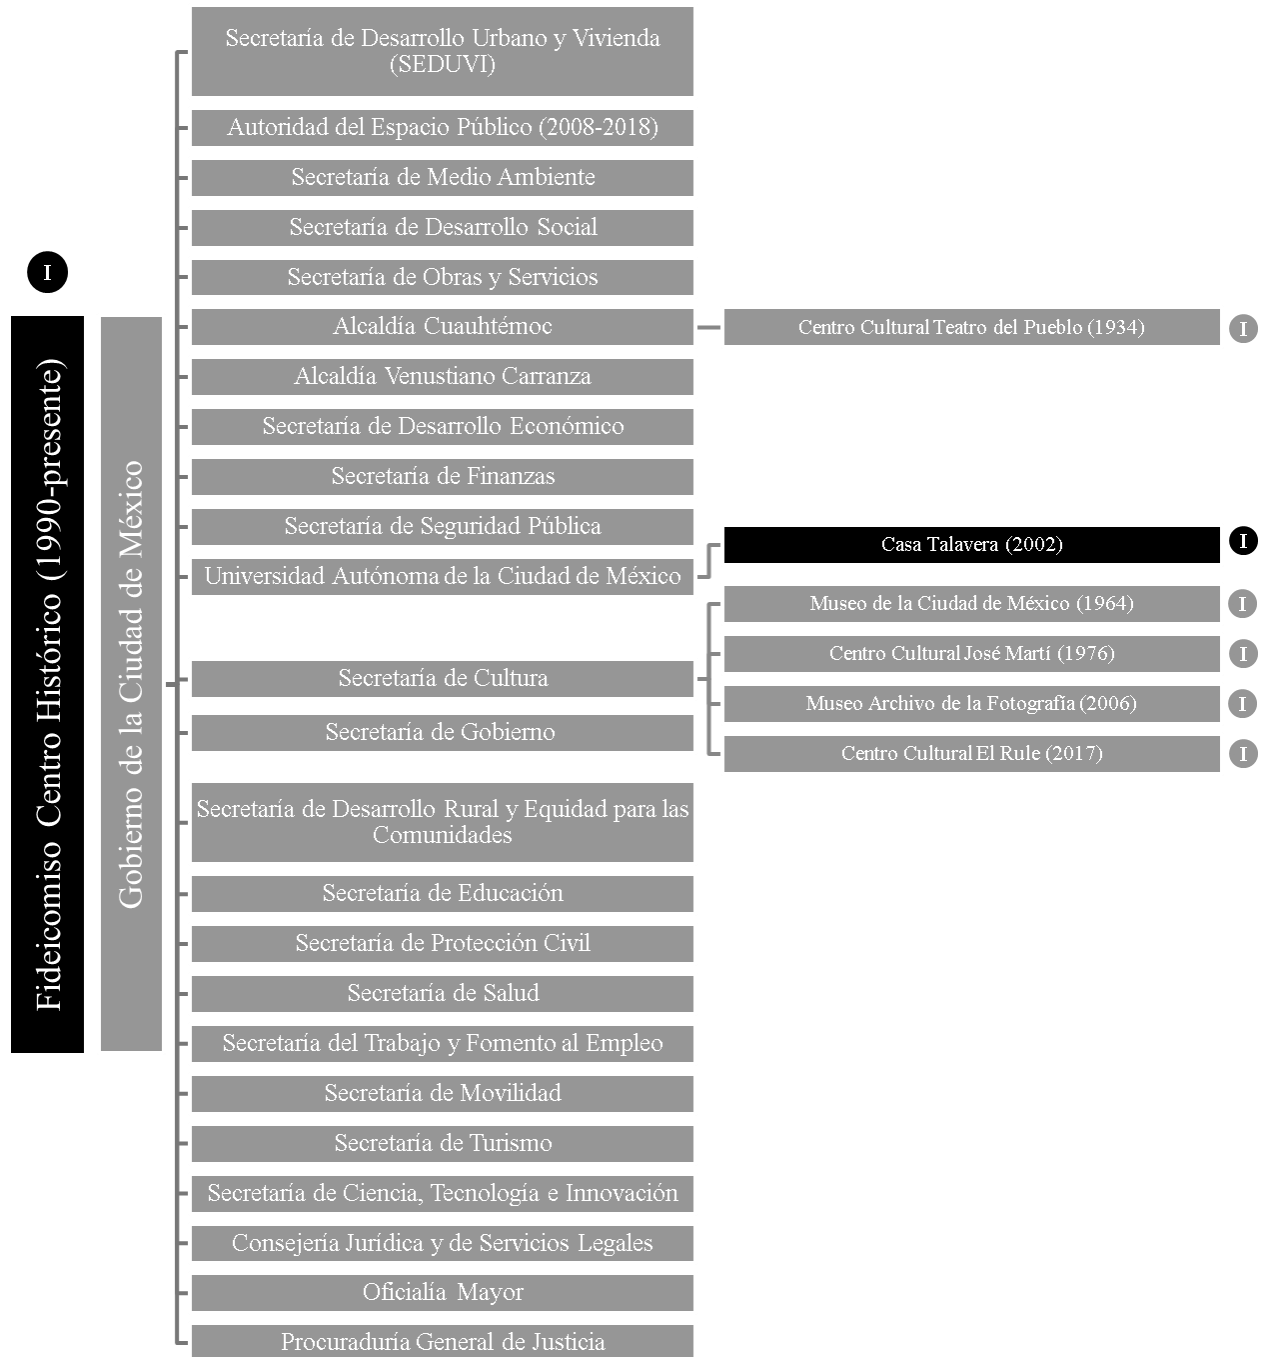 I
Fideicomiso Centro Histórico (1990-presente)
Gobierno de la Ciudad de México
Secretaría de Desarrollo Urbano y Vivienda
(SEDUVI)
Autoridad del Espacio Público (2008-2018)
Secretaría de Medio Ambiente
Secretaría de Desarrollo Social
Secretaría de Obras y Servicios
Alcaldía Cuauhtémoc
Centro Cultural Teatro del Pueblo (1934)
I
Alcaldía Venustiano Carranza
Secretaría de Desarrollo Económico
Secretaría de Finanzas
Secretaría de Seguridad Pública
Universidad Autónoma de la Ciudad de México
Casa Talavera (2002)
I
Secretaría de Cultura
Museo de la Ciudad de México (1964)
I
Centro Cultural José Martí (1976)
I
Museo Archivo de la Fotografía (2006)
I
Centro Cultural El Rule (2017)
I
Secretaría de Gobierno
Secretaría de Desarrollo Rural y Equidad para las
Comunidades
Secretaría de Educación
Secretaría de Protección Civil
Secretaría de Salud
Secretaría del Trabajo y Fomento al Empleo
Secretaría de Movilidad
Secretaría de Turismo
Secretaría de Ciencia, Tecnología e Innovación
Consejería Jurídica y de Servicios Legales
Oficialía Mayor
Procuraduría General de Justicia